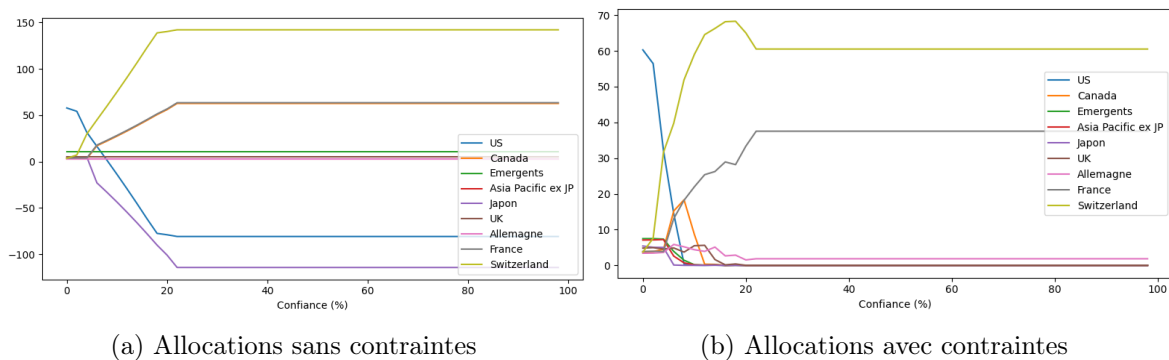 150
100
50
0
−50
−100
0
20
40
60
80
100
Confiance (%)
US
Canada
Emergents
Asia Pacific ex JP
Japon
UK
Allemagne
France
Switzerland
(a) Allocations sans contraintes
70
60
50
40
30
20
10
0
0
20
40
60
80
100
Confiance (%)
US
Canada
Emergents
Asia Pacific ex JP
Japon
UK
Allemagne
France
Switzerland
(b) Allocations avec contraintes